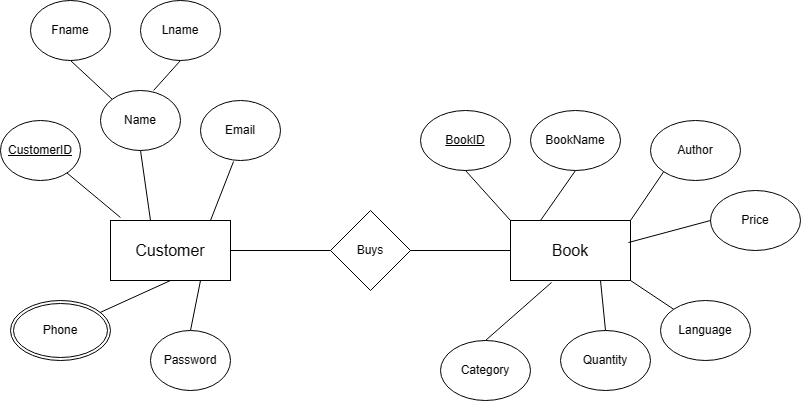 Fname
Lname
Name
Email
CustomerID
BookID
BookName
Author
Price
Customer
Buys
Book
Phone
Password
Category
Quantity
Language